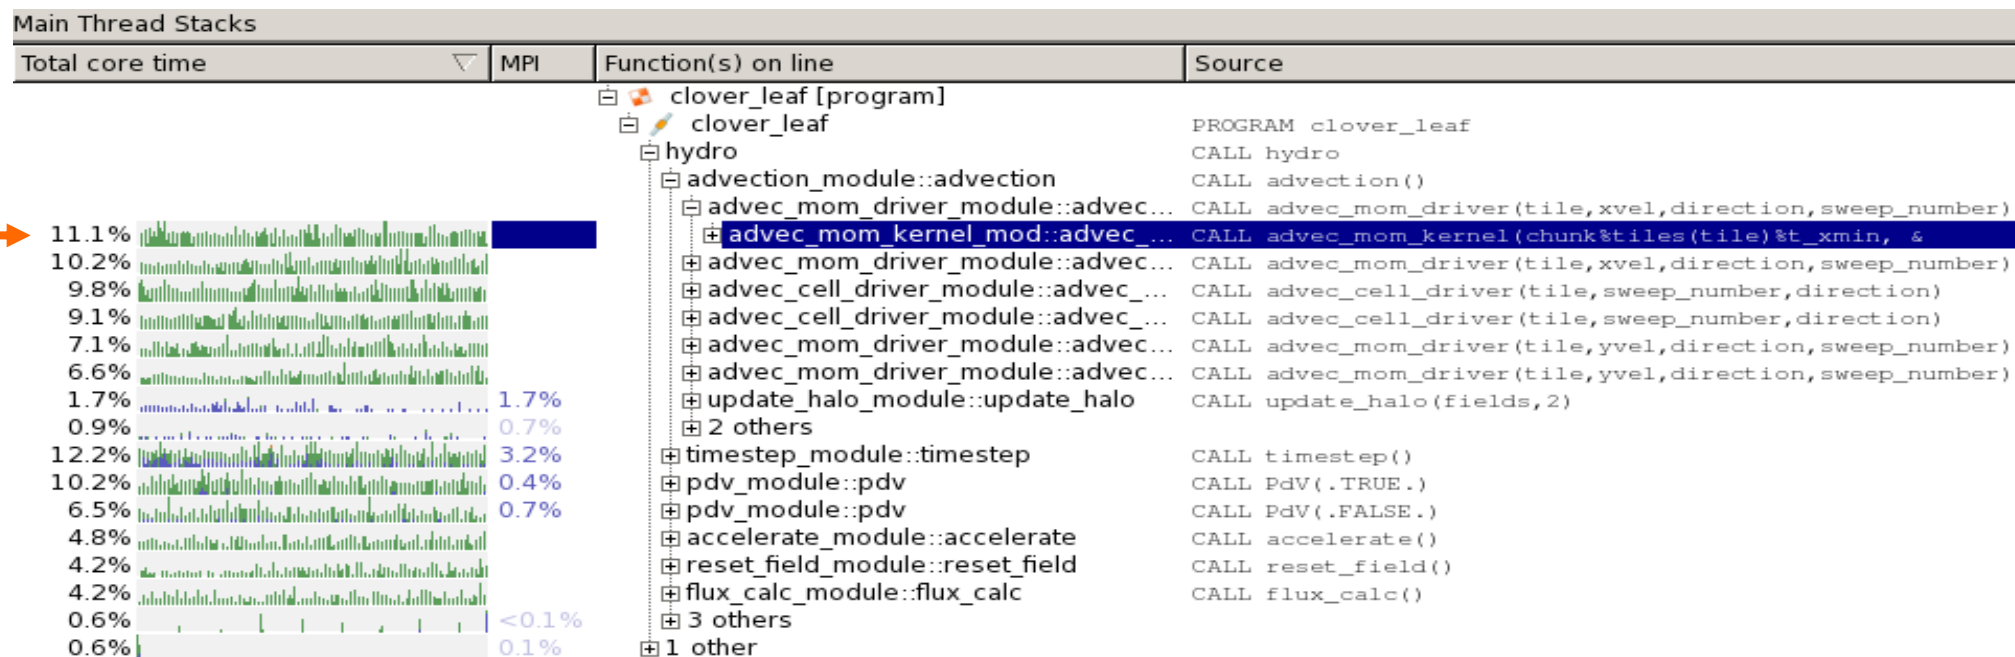 Main Thread Stacks
Total core time MPI Function(s) on line Source
clover_leaf [program]
clover_leaf PROGRAM clover_leaf
hydro CALL hydro
advection_module::advection CALL advection()
advec_mom_driver_module::advec... CALL advec_mom_driver(tile,xvel,direction,sweep_number)
11.1% advec_mom_kernel_mod::advec_... CALL advec_mom_kernel(chunk%tiles(tile)%t_xmin, &
10.2% advec_mom_driver_module::advec... CALL advec_mom_driver(tile,xvel,direction,sweep_number)
9.8% advec_cell_driver_module::advec_... CALL advec_cell_driver(tile,sweep_number,direction)
9.1% advec_cell_driver_module::advec_... CALL advec_cell_driver(tile,sweep_number,direction)
7.1% advec_mom_driver_module::advec... CALL advec_mom_driver(tile,yvel,direction,sweep_number)
6.6% advec_mom_driver_module::advec... CALL advec_mom_driver(tile,yvel,direction,sweep_number)
1.7% 1.7% update_halo_module::update_halo CALL update_halo(fields,2)
0.9% 0.7% 2 others
12.2% 3.2% timestep_module::timestep CALL timestep()
10.2% 0.4% pdv_module::pdv CALL PdV(.TRUE.)
6.5% 0.7% pdv_module::pdv CALL PdV(.FALSE.)
4.8% accelerate_module::accelerate CALL accelerate()
4.2% reset_field_module::reset_field CALL reset_field()
4.2% flux_calc_module::flux_calc CALL flux_calc()
0.6% <0.1% 3 others
0.6% 0.1% 1 other